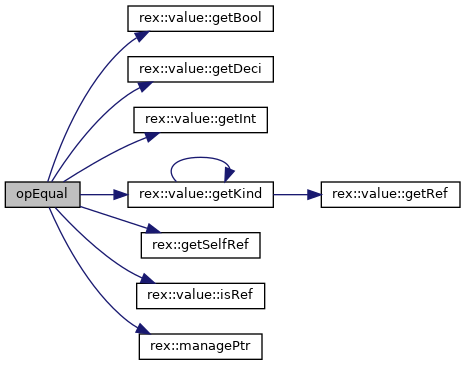 rex::value::getBool
rex::value::getDeci
rex::value::getInt
opEqual
rex::value::getKind
rex::value::getRef
rex::getSelfRef
rex::value::isRef
rex::managePtr